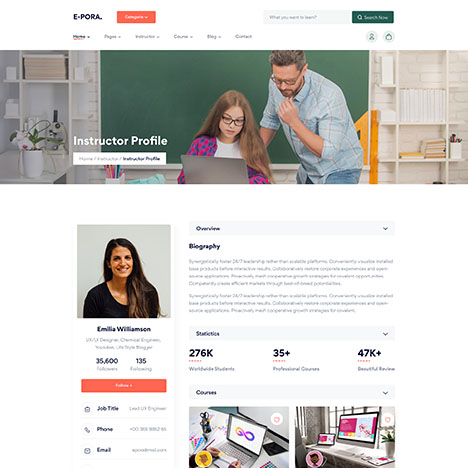 E-PORA.
Categore
What you want to learn?
Search Now
Home
Pages
Instructor
Course
Blog
Contact
Instructor Profile
Home / Instructor / Instructor Profile
Emilia Williamson
UX/UI Designer, Chemical Engineer,
Youtuber, Life Style Blogger
35,600
Followers
135
Following
Follow +
Job Title
Lead UX Engineer
Phone
Email
Overview
Biography
Synergistically foster 24/7 leadership rather than scalable platforms. Conveniently visualize installed
base products before interactive results. Collaboratively restore corporate experiences and open-
source applications. Proactively mesh cooperative growth strategies for covalent opportunities.
Competently create efficient markets through best-of-breed potentialities.
Synergistically foster 24/7 leadership rather than scalable platforms. Conveniently visualize installed
base products before interactive results. Collaboratively restore corporate experiences and open-
source applications. Proactively mesh cooperative growth strategies for covalent.
Statictics
276K
Worldwide Students
35+
Professional Courses
47K+
Beautiful Review
Courses